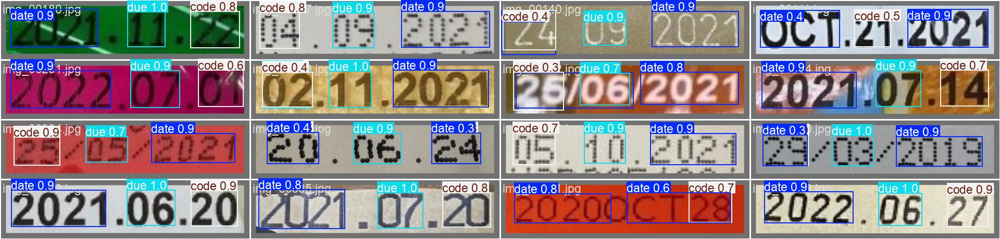 img_00180.jpg date 0.9 due 1.0 code 0.8
2021.11.22
code 0.8 7.jpg due 0.9 date 0.9
04.09.2021
img_00140.jpg code 0.4 due 0.9 date 0.9
24 09 2021
date 0.4 code 0.5 date 0.9
OCT.21.2021
date 0.9 1.jpg due 0.9 code 0.6
2022.07.01
code 0.4 .jpg due 1.0 date 0.9
02.11.2021
code 0.3 .jpg due 0.7 date 0.8
25/06/2021
date 0.9 4.jpg due 0.9 code 0.7
2021.07.14
code 0.9 .jpg due 0.7 date 0.9
25/05/2021
date 0.4 due 0.9 date 0.3
20.06.24
code 0.7 .jpg due 0.9 date 0.9
05.10.2021
date 0.3 .jpg due 1.0 date 0.9
29/03/2019
date 0.9 .jpg due 1.0 code 0.9
2021.06.20
date 0.8 5.jpg due 1.0 code 0.8
2021.07.20
date 0.8 .jpg date 0.6 code 0.7
2020OCT28
date 0.9 .jpg due 1.0 code 0.9
2022.06.27